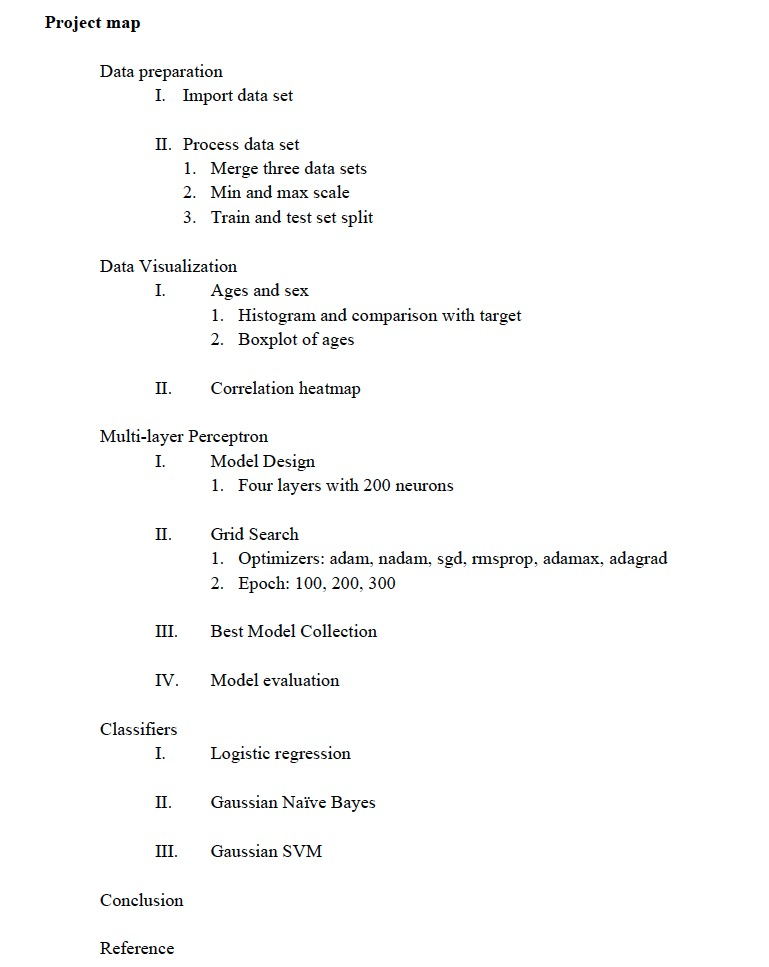 Project map
Data preparation
I. Import data set
II. Process data set
1. Merge three data sets
2. Min and max scale
3. Train and test set split
Data Visualization
I. Ages and sex
1. Histogram and comparison with target
2. Boxplot of ages
II. Correlation heatmap
Multi-layer Perceptron
I. Model Design
1. Four layers with 200 neurons
II. Grid Search
1. Optimizers: adam, nadam, sgd, rmsprop, adamax, adagrad
2. Epoch: 100, 200, 300
III. Best Model Collection
IV. Model evaluation
Classifiers
I. Logistic regression
II. Gaussian Naïve Bayes
III. Gaussian SVM
Conclusion
Reference